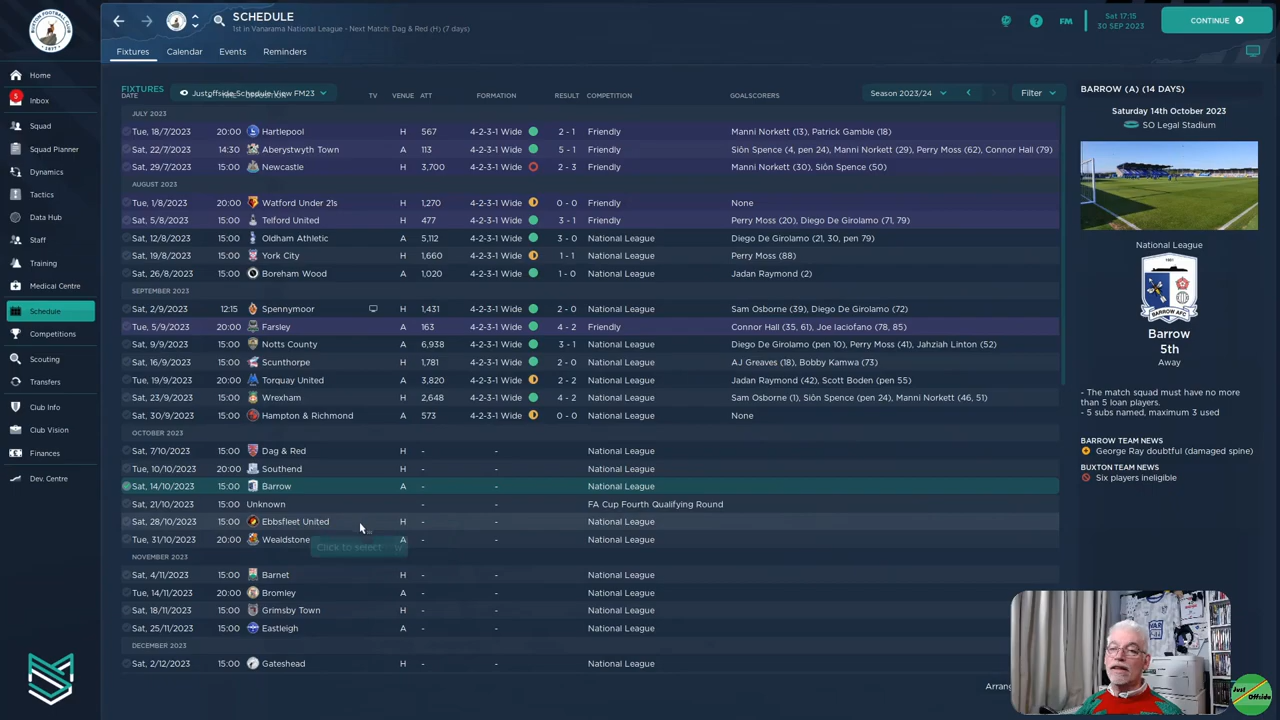 BUXTON FOOTBALL CLUB
1877
SCHEDULE
1st in Vanarama National League - Next Match: Dag & Red (H) (7 days)
FM
Sat 17:15
30 SEP 2023
CONTINUE
Fixtures Calendar Events Reminders
Home
5
Inbox
Squad
Squad Planner
Dynamics
Tactics
Data Hub
Staff
Training
Medical Centre
Schedule
Competitions
Scouting
Transfers
Club Info
Club Vision
Finances
Dev. Centre
FIXTURES Just offside Schedule View FM23 Season 2023/24 Filter
DATE TIME OPPOSITION TV VENUE ATT FORMATION RESULT COMPETITION GOALSCORERS
JULY 2023
Tue, 18/7/2023 20:00 Hartlepool H 567 4-2-3-1 Wide 2 - 1 Friendly Manni Norkett (13), Patrick Gamble (18)
Sat, 22/7/2023 14:30 Aberystwyth Town A 113 4-2-3-1 Wide 5 - 1 Friendly Siôn Spence (4, pen 24), Manni Norkett (29), Perry Moss (62), Connor Hall (79)
Sat, 29/7/2023 15:00 Newcastle H 3,700 4-2-3-1 Wide 2 - 3 Friendly Manni Norkett (30), Siôn Spence (50)
AUGUST 2023
Tue, 1/8/2023 20:00 Watford Under 21s H 1,270 4-2-3-1 Wide 0 - 0 Friendly None
Sat, 5/8/2023 15:00 Telford United H 477 4-2-3-1 Wide 3 - 1 Friendly Perry Moss (20), Diego De Girolamo (71, 79)
Sat, 12/8/2023 15:00 Oldham Athletic A 5,112 4-2-3-1 Wide 3 - 0 National League Diego De Girolamo (21, 30, pen 79)
Sat, 19/8/2023 15:00 York City H 1,660 4-2-3-1 Wide 1 - 1 National League Perry Moss (88)
Sat, 26/8/2023 15:00 Boreham Wood A 1,020 4-2-3-1 Wide 1 - 0 National League Jadan Raymond (2)
SEPTEMBER 2023
Sat, 2/9/2023 12:15 Spennymoor H 1,431 4-2-3-1 Wide 2 - 0 National League Sam Osborne (39), Diego De Girolamo (72)
Tue, 5/9/2023 20:00 Farsley A 163 4-2-3-1 Wide 4 - 2 Friendly Connor Hall (35, 61), Joe Iaciofano (78, 85)
Sat, 9/9/2023 15:00 Notts County A 6,938 4-2-3-1 Wide 3 - 1 National League Diego De Girolamo (pen 10), Perry Moss (41), Jahziah Linton (52)
Sat, 16/9/2023 15:00 Scunthorpe H 1,781 4-2-3-1 Wide 2 - 0 National League AJ Greaves (18), Bobby Kamwa (73)
Tue, 19/9/2023 20:00 Torquay United A 3,820 4-2-3-1 Wide 2 - 2 National League Jadan Raymond (42), Scott Boden (pen 55)
Sat, 23/9/2023 15:00 Wrexham H 2,648 4-2-3-1 Wide 4 - 2 National League Sam Osborne (1), Siôn Spence (pen 24), Manni Norkett (46, 51)
Sat, 30/9/2023 15:00 Hampton & Richmond A 573 4-2-3-1 Wide 0 - 0 National League None
OCTOBER 2023
Sat, 7/10/2023 15:00 Dag & Red H - - National League
Tue, 10/10/2023 20:00 Southend H - - National League
Sat, 14/10/2023 15:00 Barrow A - - National League
Sat, 21/10/2023 15:00 Unknown - - FA Cup Fourth Qualifying Round
Sat, 28/10/2023 15:00 Ebbsfleet United H - - National League
Tue, 31/10/2023 20:00 Wealdstone A - - National League
Click to select
NOVEMBER 2023
Sat, 4/11/2023 15:00 Barnet H - - National League
Tue, 14/11/2023 20:00 Bromley A - - National League
Sat, 18/11/2023 15:00 Grimsby Town H - - National League
Sat, 25/11/2023 15:00 Eastleigh A - - National League
DECEMBER 2023
Sat, 2/12/2023 15:00 Gateshead H - - National League
Arrang
BARROW (A) (14 DAYS)
Saturday 14th October 2023
SO Legal Stadium
National League
BARROW AFC
Barrow
5th
Away
- The match squad must have no more
than 5 loan players.
- 5 subs named, maximum 3 used
BARROW TEAM NEWS
George Ray doubtful (damaged spine)
BUXTON TEAM NEWS
Six players ineligible
VAR
Just
Offside